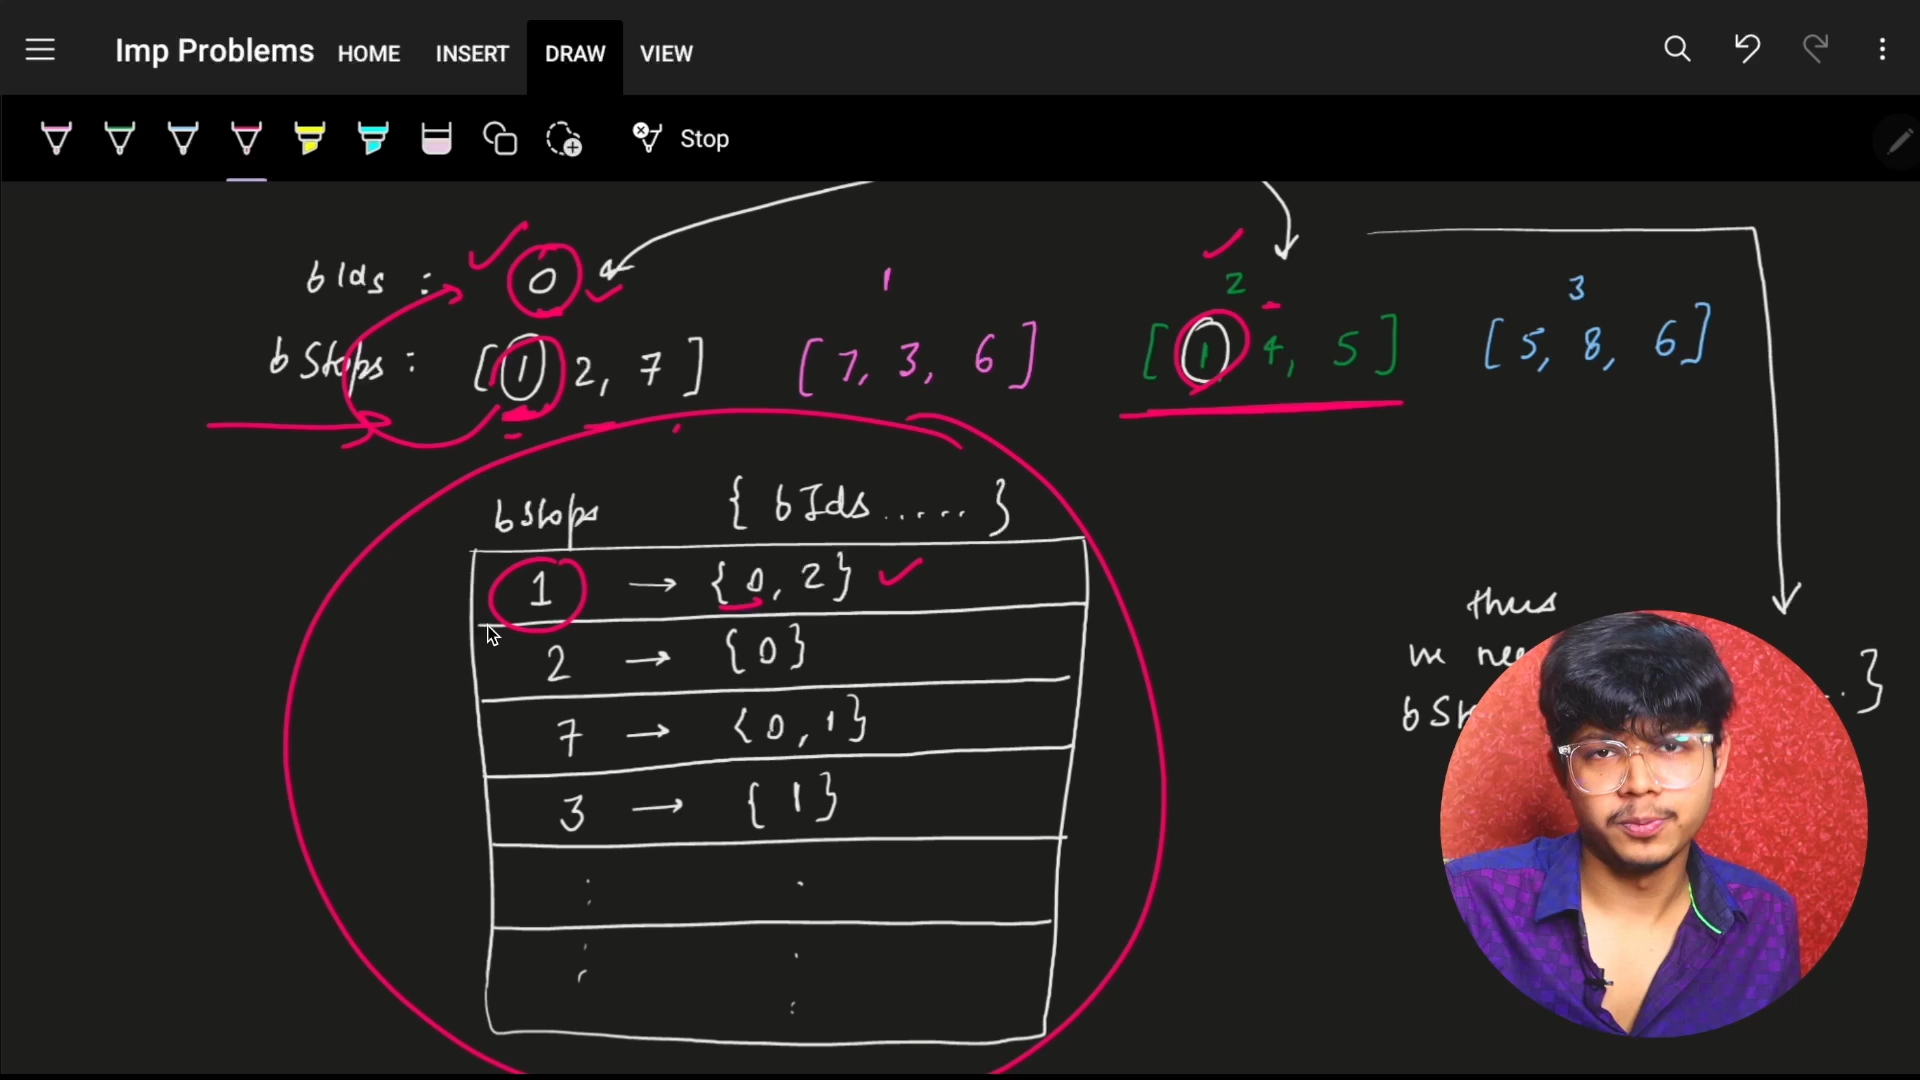 Imp Problems HOME INSERT DRAW VIEW
Stop
bIds : 0 1 2 3
bStops : [1 2, 7] [7, 3, 6] [1 4, 5] [5, 8, 6]
bStops { bIds ..... }
1 → {0, 2}
2 → {0}
7 → {0, 1}
3 → {1}
thus
we